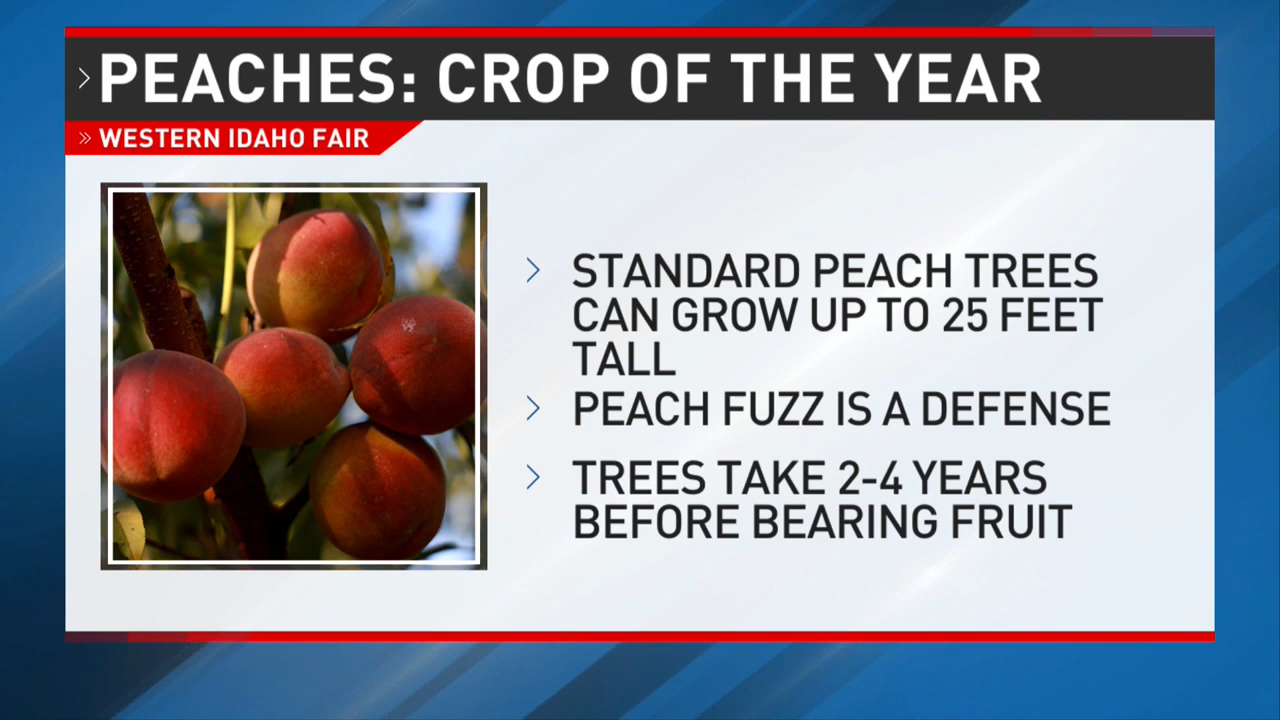 PEACHES: CROP OF THE YEAR
WESTERN IDAHO FAIR
STANDARD PEACH TREES
CAN GROW UP TO 25 FEET
TALL
PEACH FUZZ IS A DEFENSE
TREES TAKE 2-4 YEARS
BEFORE BEARING FRUIT